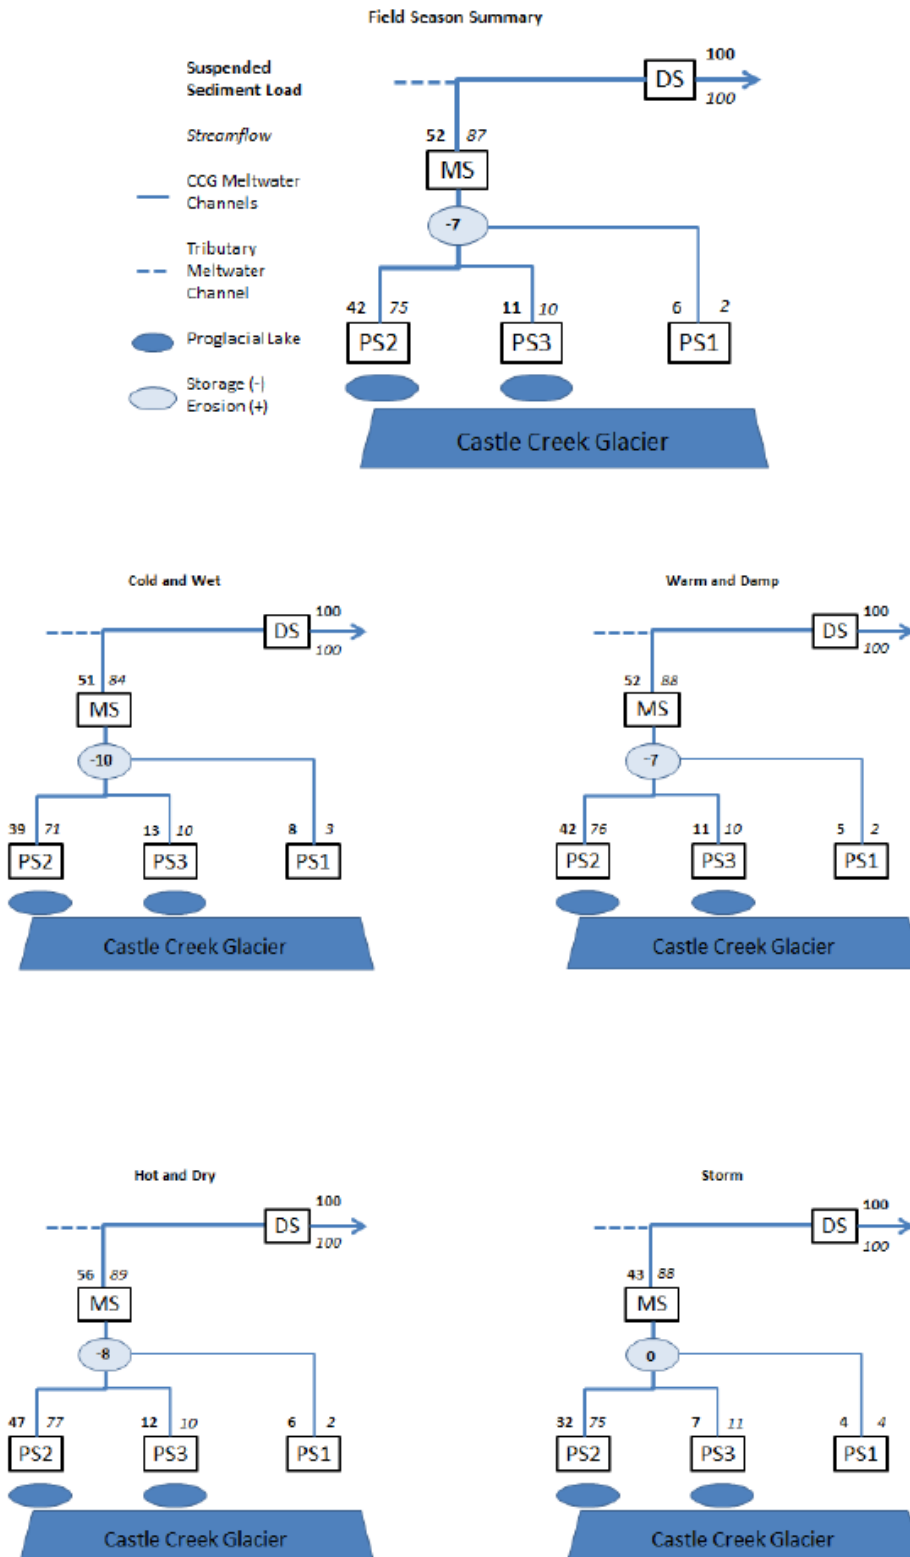 Field Season Summary
Suspended
Sediment Load
Streamflow
CCG Meltwater
Channels
Tributary
Meltwater
Channel
Proglacial Lake
Storage (-)
Erosion (+)
100
DS
100
52 87
MS
-7
42 75
11 10
6 2
PS2
PS3
PS1
Castle Creek Glacier
Cold and Wet
100
DS
100
51 84
MS
-10
39 71
13 10
8 3
PS2
PS3
PS1
Castle Creek Glacier
Warm and Damp
100
DS
100
52 88
MS
-7
42 76
11 10
5 2
PS2
PS3
PS1
Castle Creek Glacier
Hot and Dry
100
DS
100
56 89
MS
-8
47 77
12 10
6 2
PS2
PS3
PS1
Castle Creek Glacier
Storm
100
DS
100
43 88
MS
0
32 75
7 11
4 4
PS2
PS3
PS1
Castle Creek Glacier